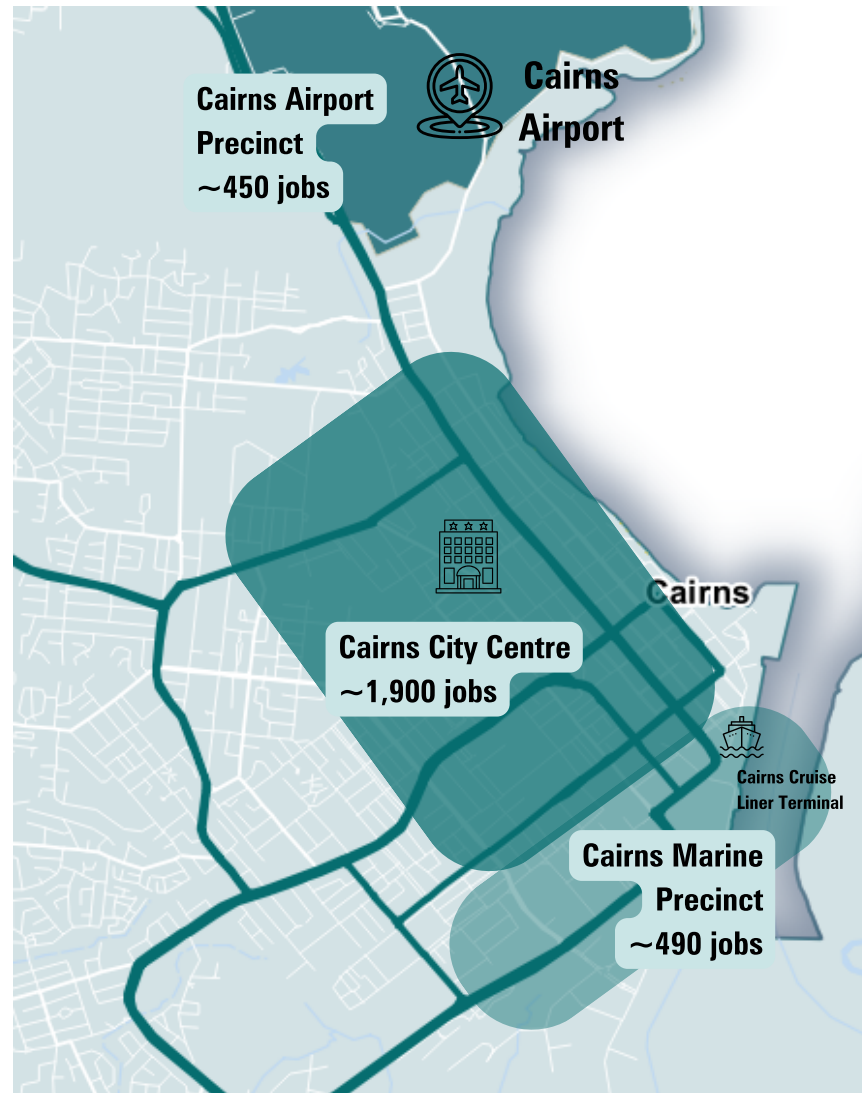 Cairns Airport
Precinct
~450 jobs
Cairns
Airport
Cairns
Cairns City Centre
~1,900 jobs
Cairns Cruise
Liner Terminal
Cairns Marine
Precinct
~490 jobs